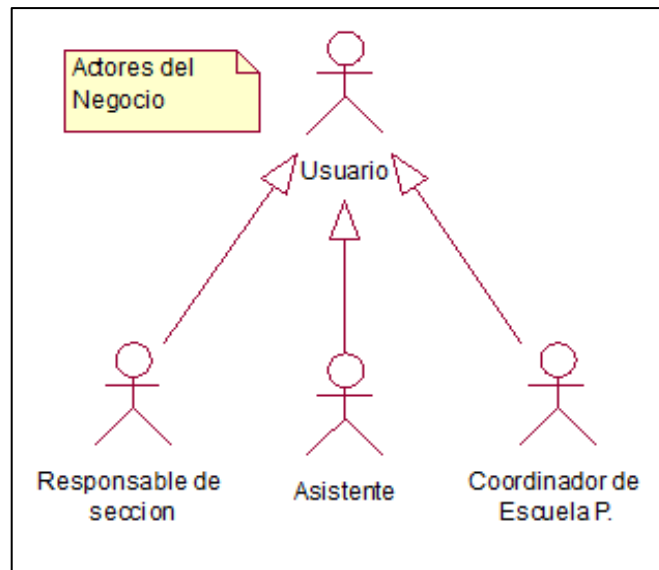 Actores del
Negocio
Usuario
Responsable de
seccion
Asistente
Coordinador de
Escuela P.